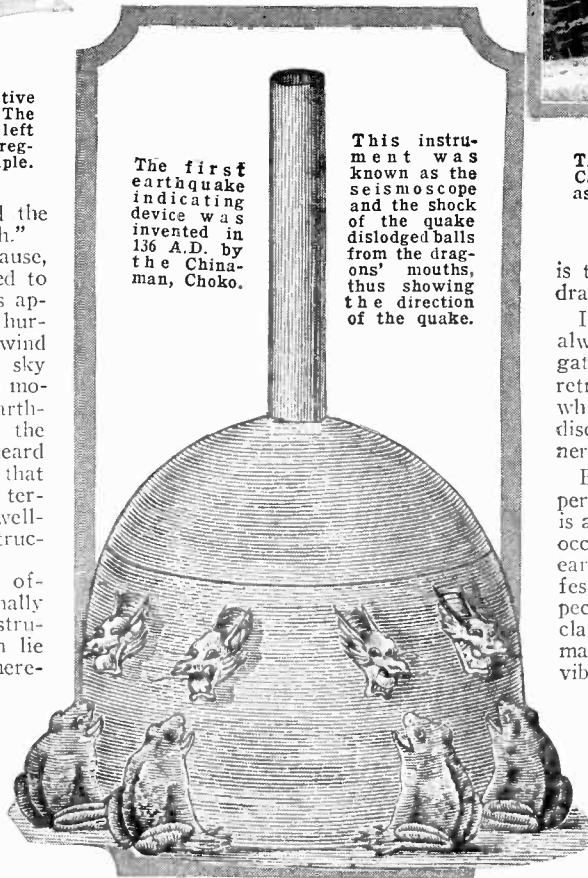 tive
The
left
reg-
ple.
the
h.”
ause,
ed to
s ap-
hur-
wind
sky
mo-
arth-
the
eard
that
ter-
well-
truc-
of-
nally
stru-
n lie
here-
The first
earthquake
indicating
device was
invented in
136 A.D. by
the China-
man, Choko.
This instru-
ment was
known as the
seismoscope
and the shock
of the quake
dislodged balls
from the drag-
ons' mouths,
thus showing
the direction
of the quake.
T
C
as
is t
dra
I
alw
gat
retr
wh
disc
ner
E
per
is a
occ
ear
fes
pec
cla
ma
vib